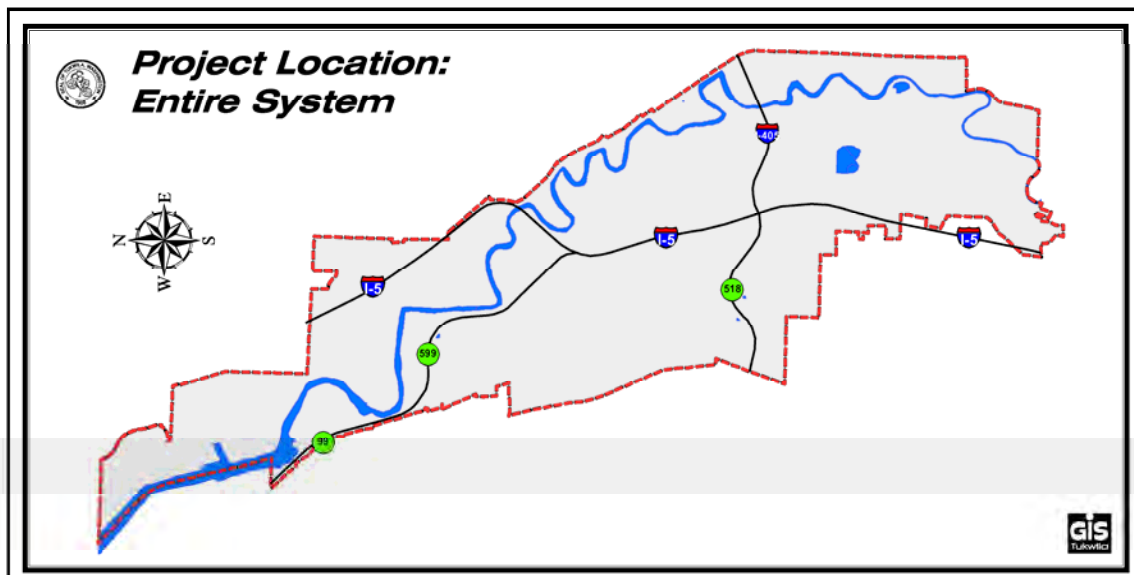 Project Location:
Entire System
E
N
S
W
I-405
I-5
I-5
I-5
518
599
99
GIS
Tukwila